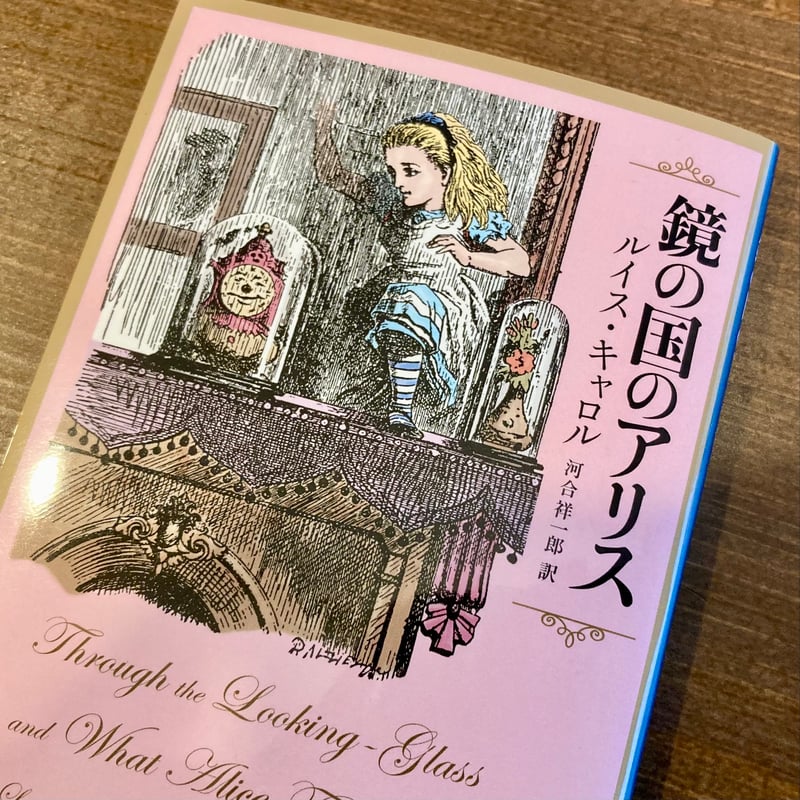 鏡の国のアリス
ルイス・キャロル
河合祥一郎 訳
DALZIEL
Through the Looking-Glass
and What Alice